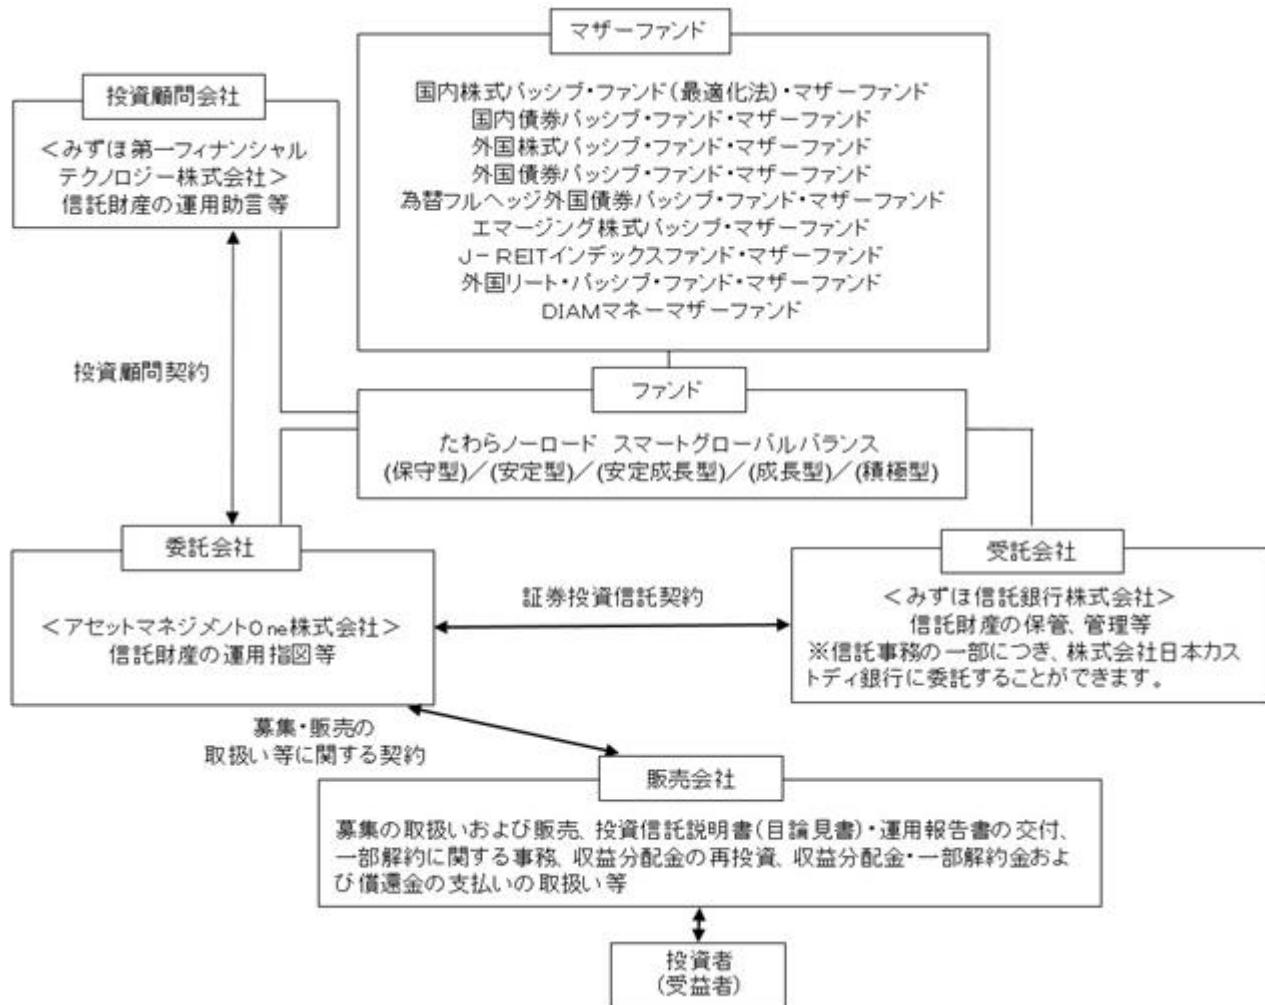 マザーファンド
国内株式パッシブ・ファンド(最適化法)・マザーファンド
国内債券パッシブ・ファンド・マザーファンド
外国株式パッシブ・ファンド・マザーファンド
外国債券パッシブ・ファンド・マザーファンド
為替フルヘッジ外国債券パッシブ・ファンド・マザーファンド
エマージング株式パッシブ・マザーファンド
J-REITインデックスファンド・マザーファンド
外国リート・パッシブ・ファンド・マザーファンド
DIAMマネーマザーファンド
投資顧問会社
<みずほ第一フィナンシャル
テクノロジー株式会社>
信託財産の運用助言等
投資顧問契約
ファンド
たわらノーロード スマートグローバルバランス
(保守型)/(安定型)/(安定成長型)/(成長型)/(積極型)
委託会社
<アセットマネジメントOne株式会社>
信託財産の運用指図等
証券投資信託契約
受託会社
<みずほ信託銀行株式会社>
信託財産の保管、管理等
※信託事務の一部につき、株式会社日本カス
トディ銀行に委託することができます。
募集・販売の
取扱い等に関する契約
販売会社
募集の取扱いおよび販売、投資信託説明書(目論見書)・運用報告書の交付、
一部解約に関する事務、収益分配金の再投資、収益分配金・一部解約金およ
び償還金の支払いの取扱い等
投資者
(受益者)